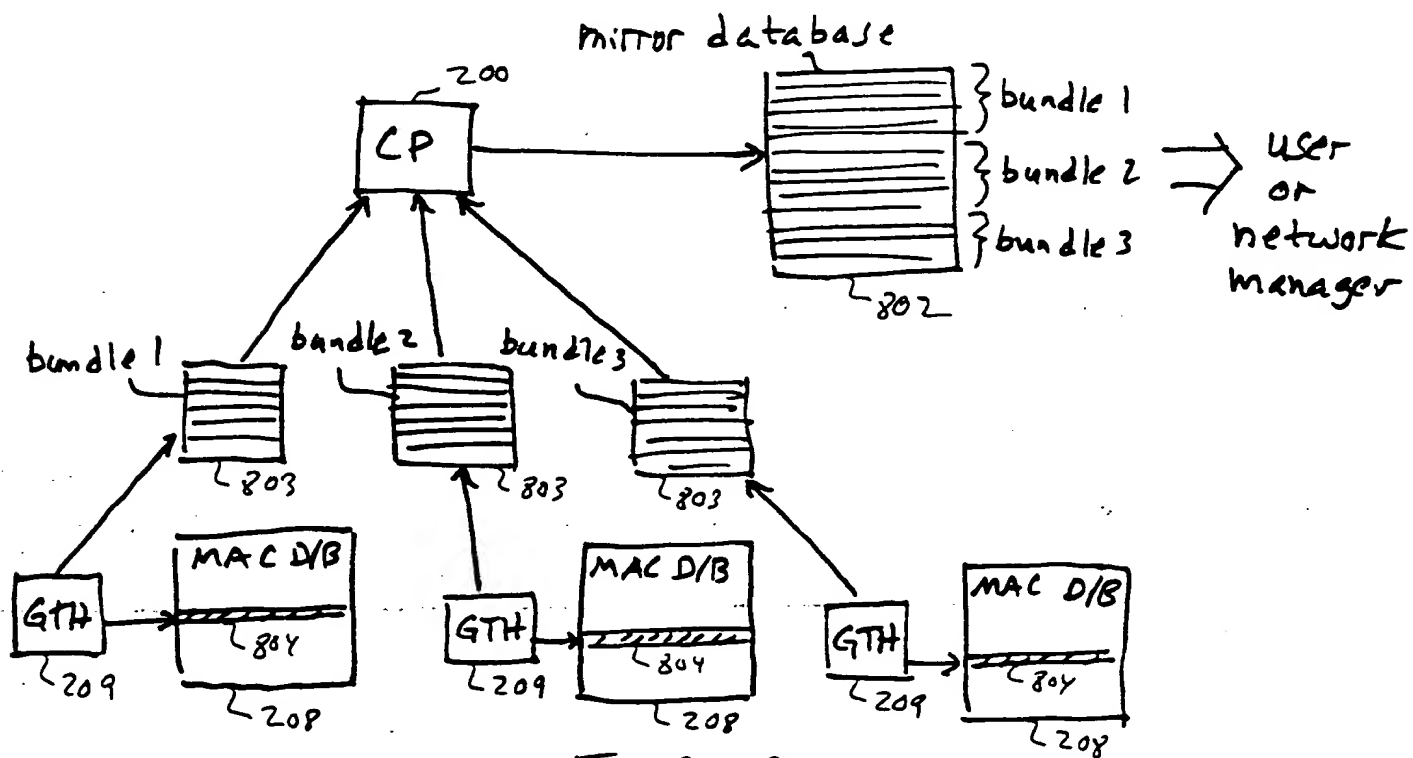 mirror database
200
CP
bundle 1
bundle 2
bundle 3
802
user
or
network
manager
bundle 1
bundle 2
bundle 3
803
803
803
MAC D/B
GTH
804
209
208
MAC D/B
GTH
804
209
208
MAC D/B
GTH
804
209
208